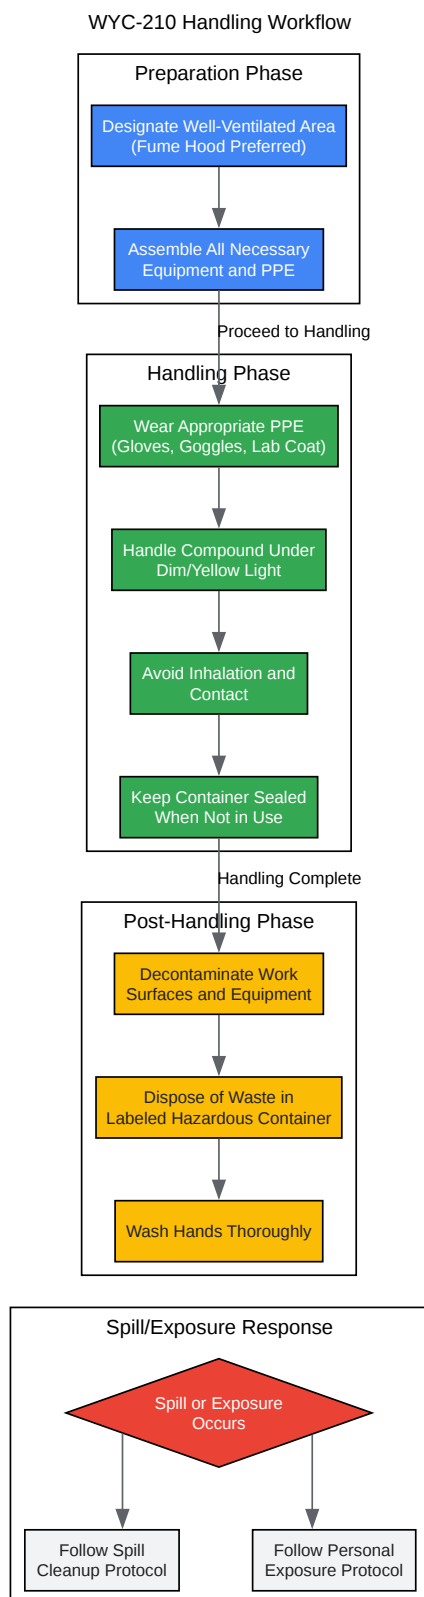 WYC-210 Handling Workflow
Preparation Phase
Designate Well-Ventilated Area
(Fume Hood Preferred)
Assemble All Necessary
Equipment and PPE
Proceed to Handling
Handling Phase
Wear Appropriate PPE
(Gloves, Goggles, Lab Coat)
Handle Compound Under
Dim/Yellow Light
Avoid Inhalation and
Contact
Keep Container Sealed
When Not in Use
Handling Complete
Post-Handling Phase
Decontaminate Work
Surfaces and Equipment
Dispose of Waste in
Labeled Hazardous Container
Wash Hands Thoroughly
Spill/Exposure Response
Spill or Exposure
Occurs
Follow Spill
Cleanup Protocol
Follow Personal
Exposure Protocol